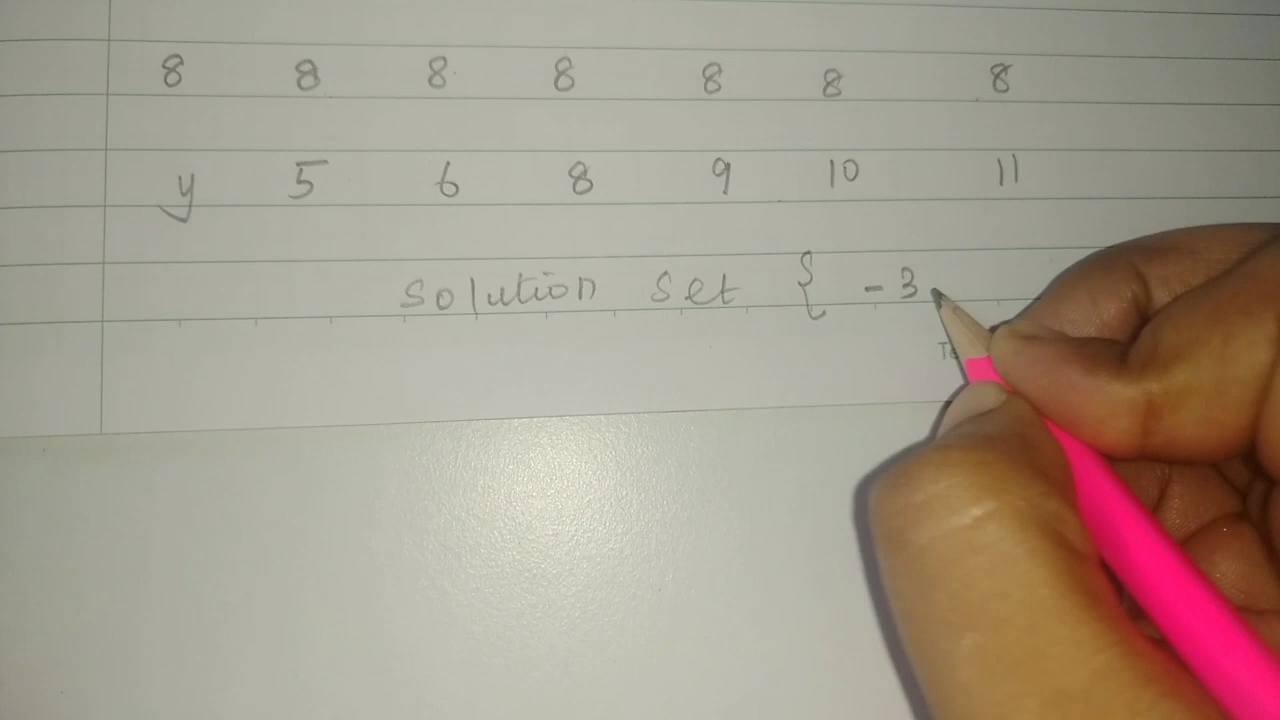 8 8 8 8 8 8 8
y 5 6 8 9 10 11
solution set { -3